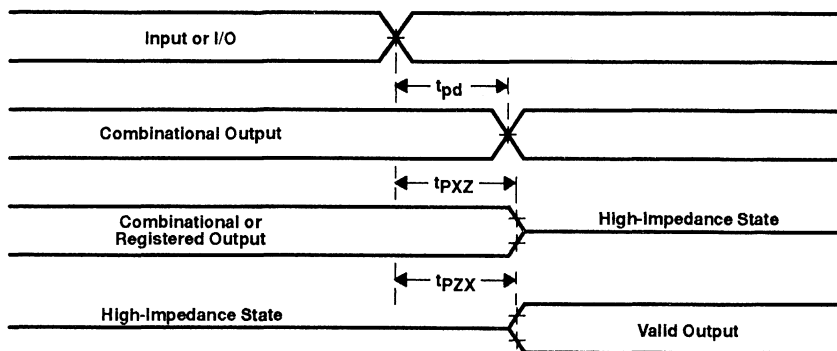 Input or I/O
tpd
Combinational Output
tPXZ
Combinational or
Registered Output
High-Impedance State
tPZX
High-Impedance State
Valid Output